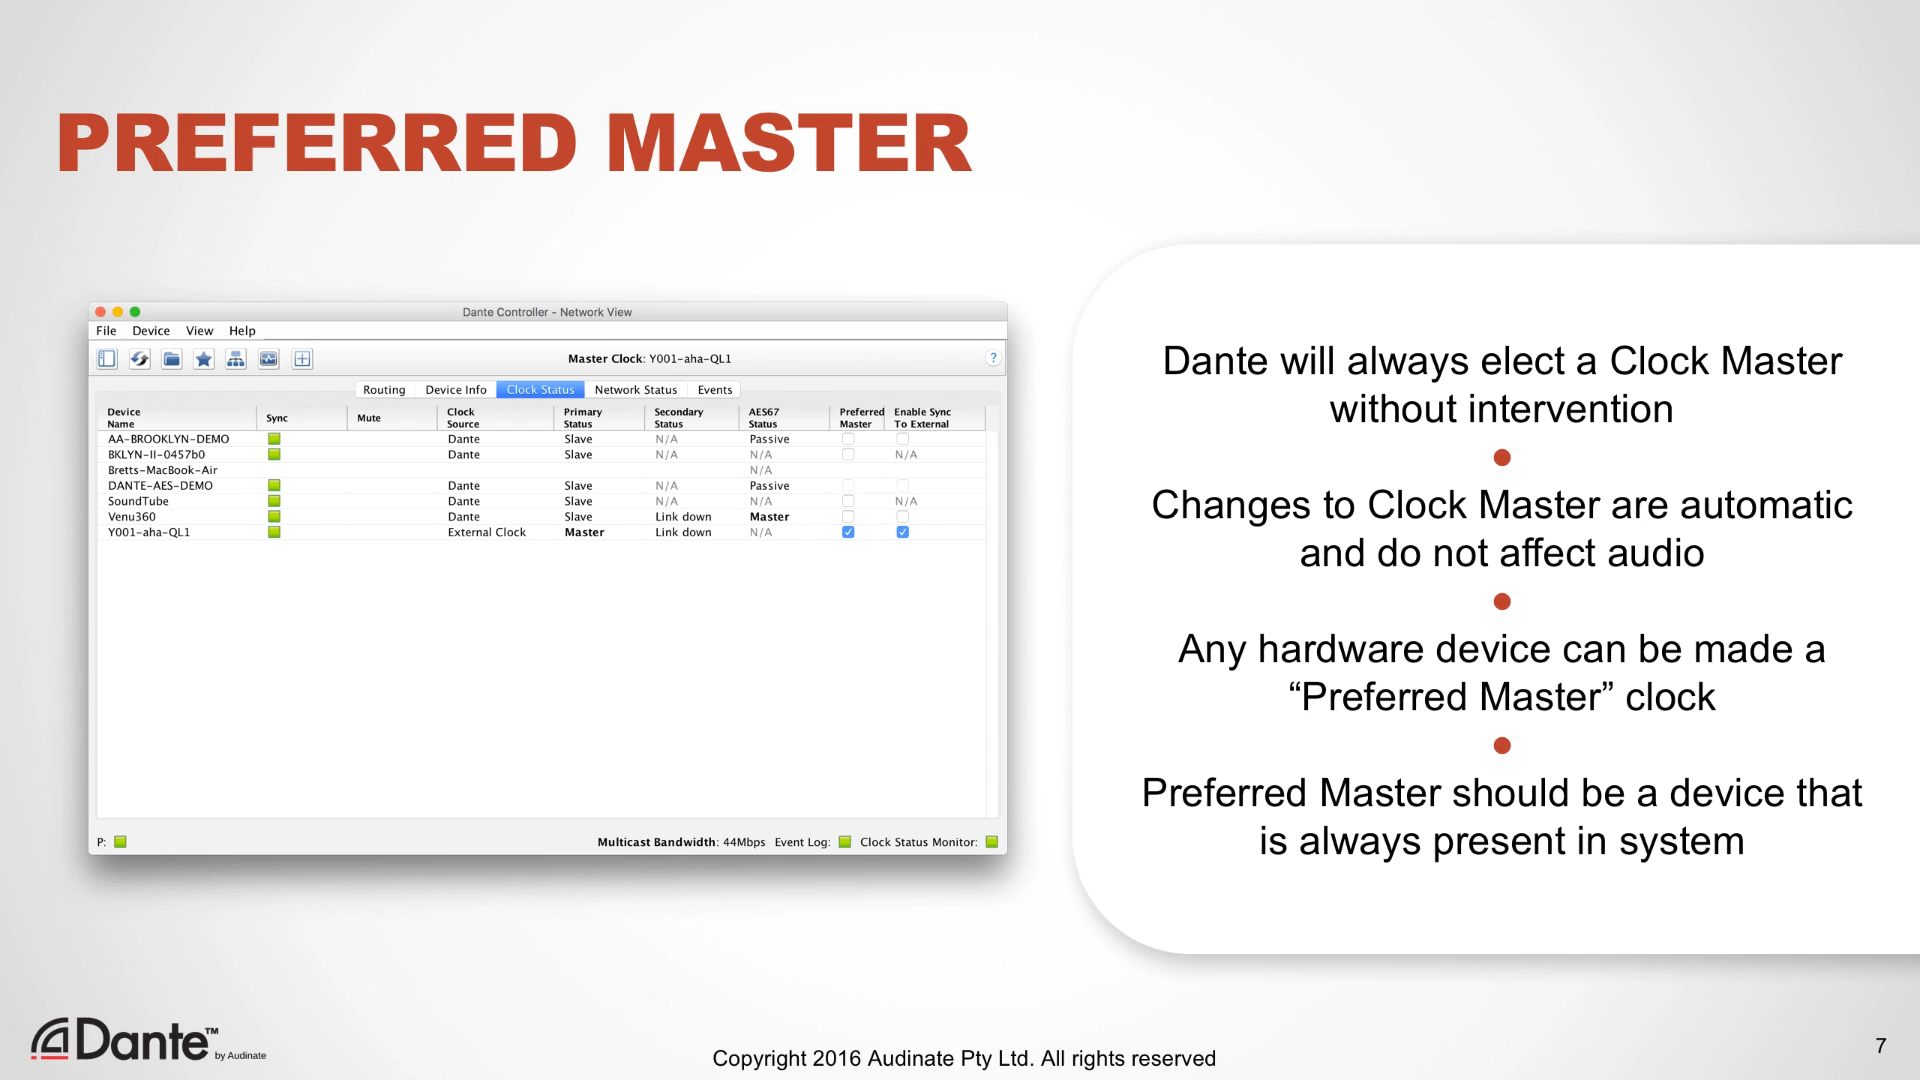 PREFERRED MASTER
Dante Controller - Network View
File Device View Help
Master Clock: Y001-aha-QL1
?
Routing Device Info Clock Status Network Status Events
Device Name Sync Mute Clock Source Primary Status Secondary Status AES67 Status Preferred Master Enable Sync To External
AA-BROOKLYN-DEMO Dante Slave N/A Passive
BKLYN-II-0457b0 Dante Slave N/A N/A N/A
Bretts-MacBook-Air N/A
DANTE-AES-DEMO Dante Slave N/A Passive
SoundTube Dante Slave N/A N/A N/A
Venu360 Dante Slave Link down Master
Y001-aha-QL1 External Clock Master Link down N/A
P: Multicast Bandwidth: 44Mbps Event Log: Clock Status Monitor:
Dante will always elect a Clock Master
without intervention
Changes to Clock Master are automatic
and do not affect audio
Any hardware device can be made a
“Preferred Master” clock
Preferred Master should be a device that
is always present in system
Dante™ by Audinate
Copyright 2016 Audinate Pty Ltd. All rights reserved
7